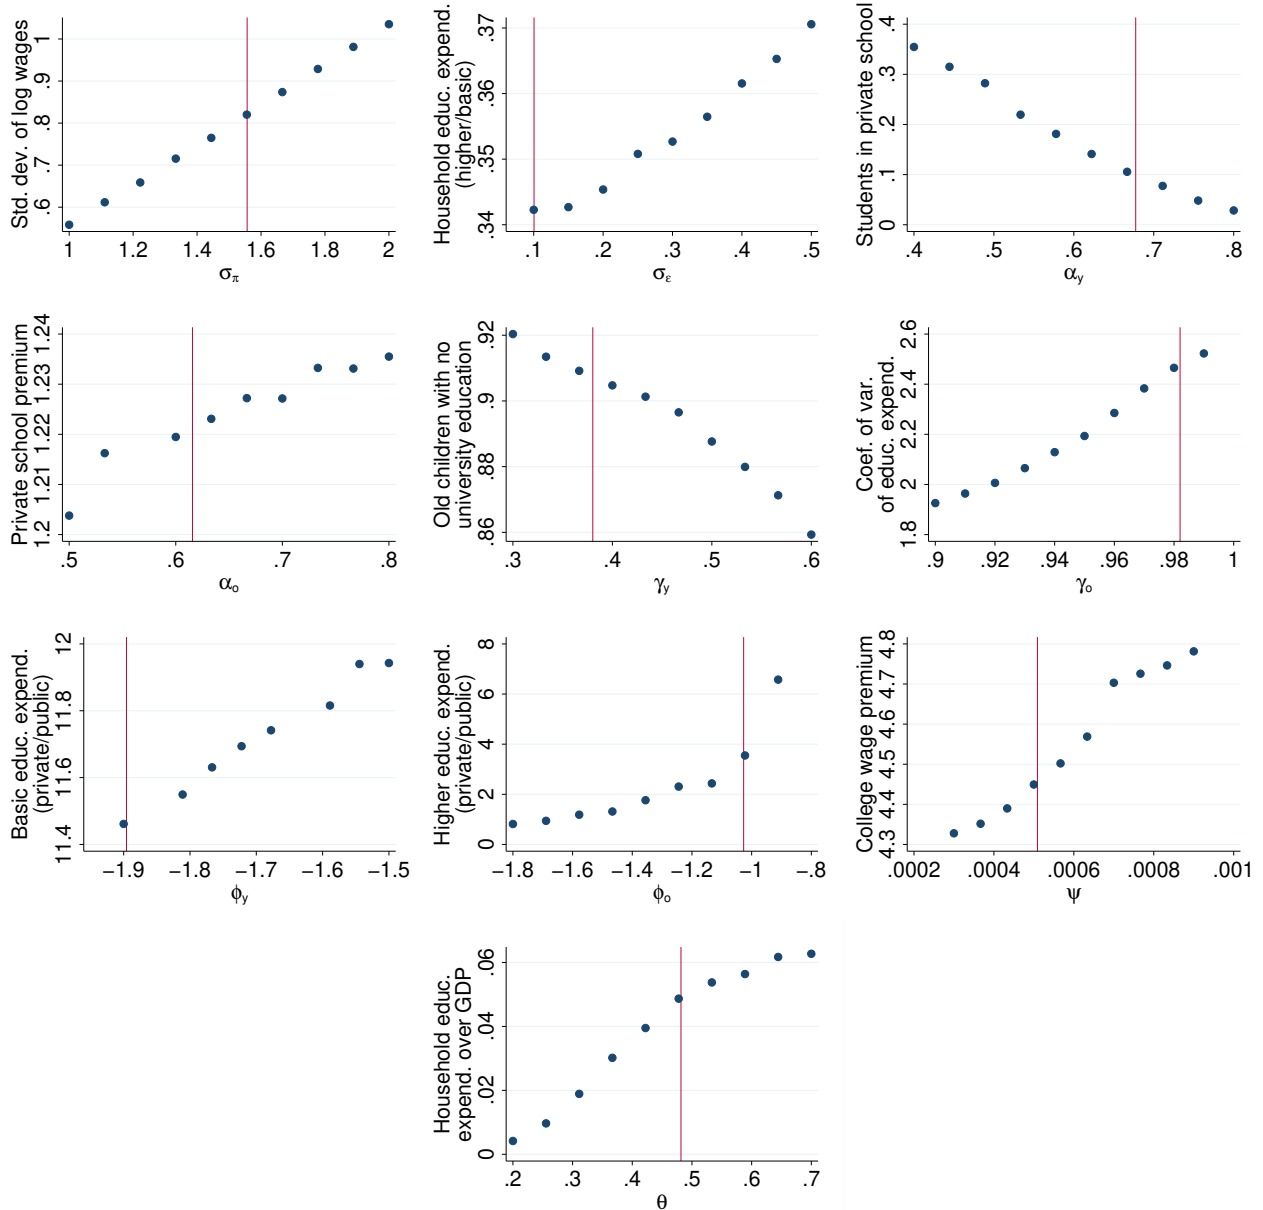 Std. dev. of log wages
.6 .7 .8 .9 1
1 1.2 1.4 1.6 1.8 2
σπ
Household educ. expend.
(higher/basic)
.34 .35 .36 .37
.1 .2 .3 .4 .5
σε
Students in private school
0 .1 .2 .3 .4
.4 .5 .6 .7 .8
αy
Private school premium
1.2 1.21 1.22 1.23 1.24
.5 .6 .7 .8
αo
Old children with no
university education
.86 .88 .9 .92
.3 .4 .5 .6
γy
Coef. of var.
of educ. expend.
1.8 2 2.2 2.4 2.6
.9 .92 .94 .96 .98 1
γo
Basic educ. expend.
(private/public)
11.4 11.6 11.8 12
−1.9 −1.8 −1.7 −1.6 −1.5
ϕy
Higher educ. expend.
(private/public)
0 2 4 6 8
−1.8 −1.6 −1.4 −1.2 −1 −.8
ϕo
College wage premium
4.3 4.4 4.5 4.6 4.7 4.8
.0002 .0004 .0006 .0008 .001
ψ
Household educ.
expend. over GDP
0 .02 .04 .06
.2 .3 .4 .5 .6 .7
θ